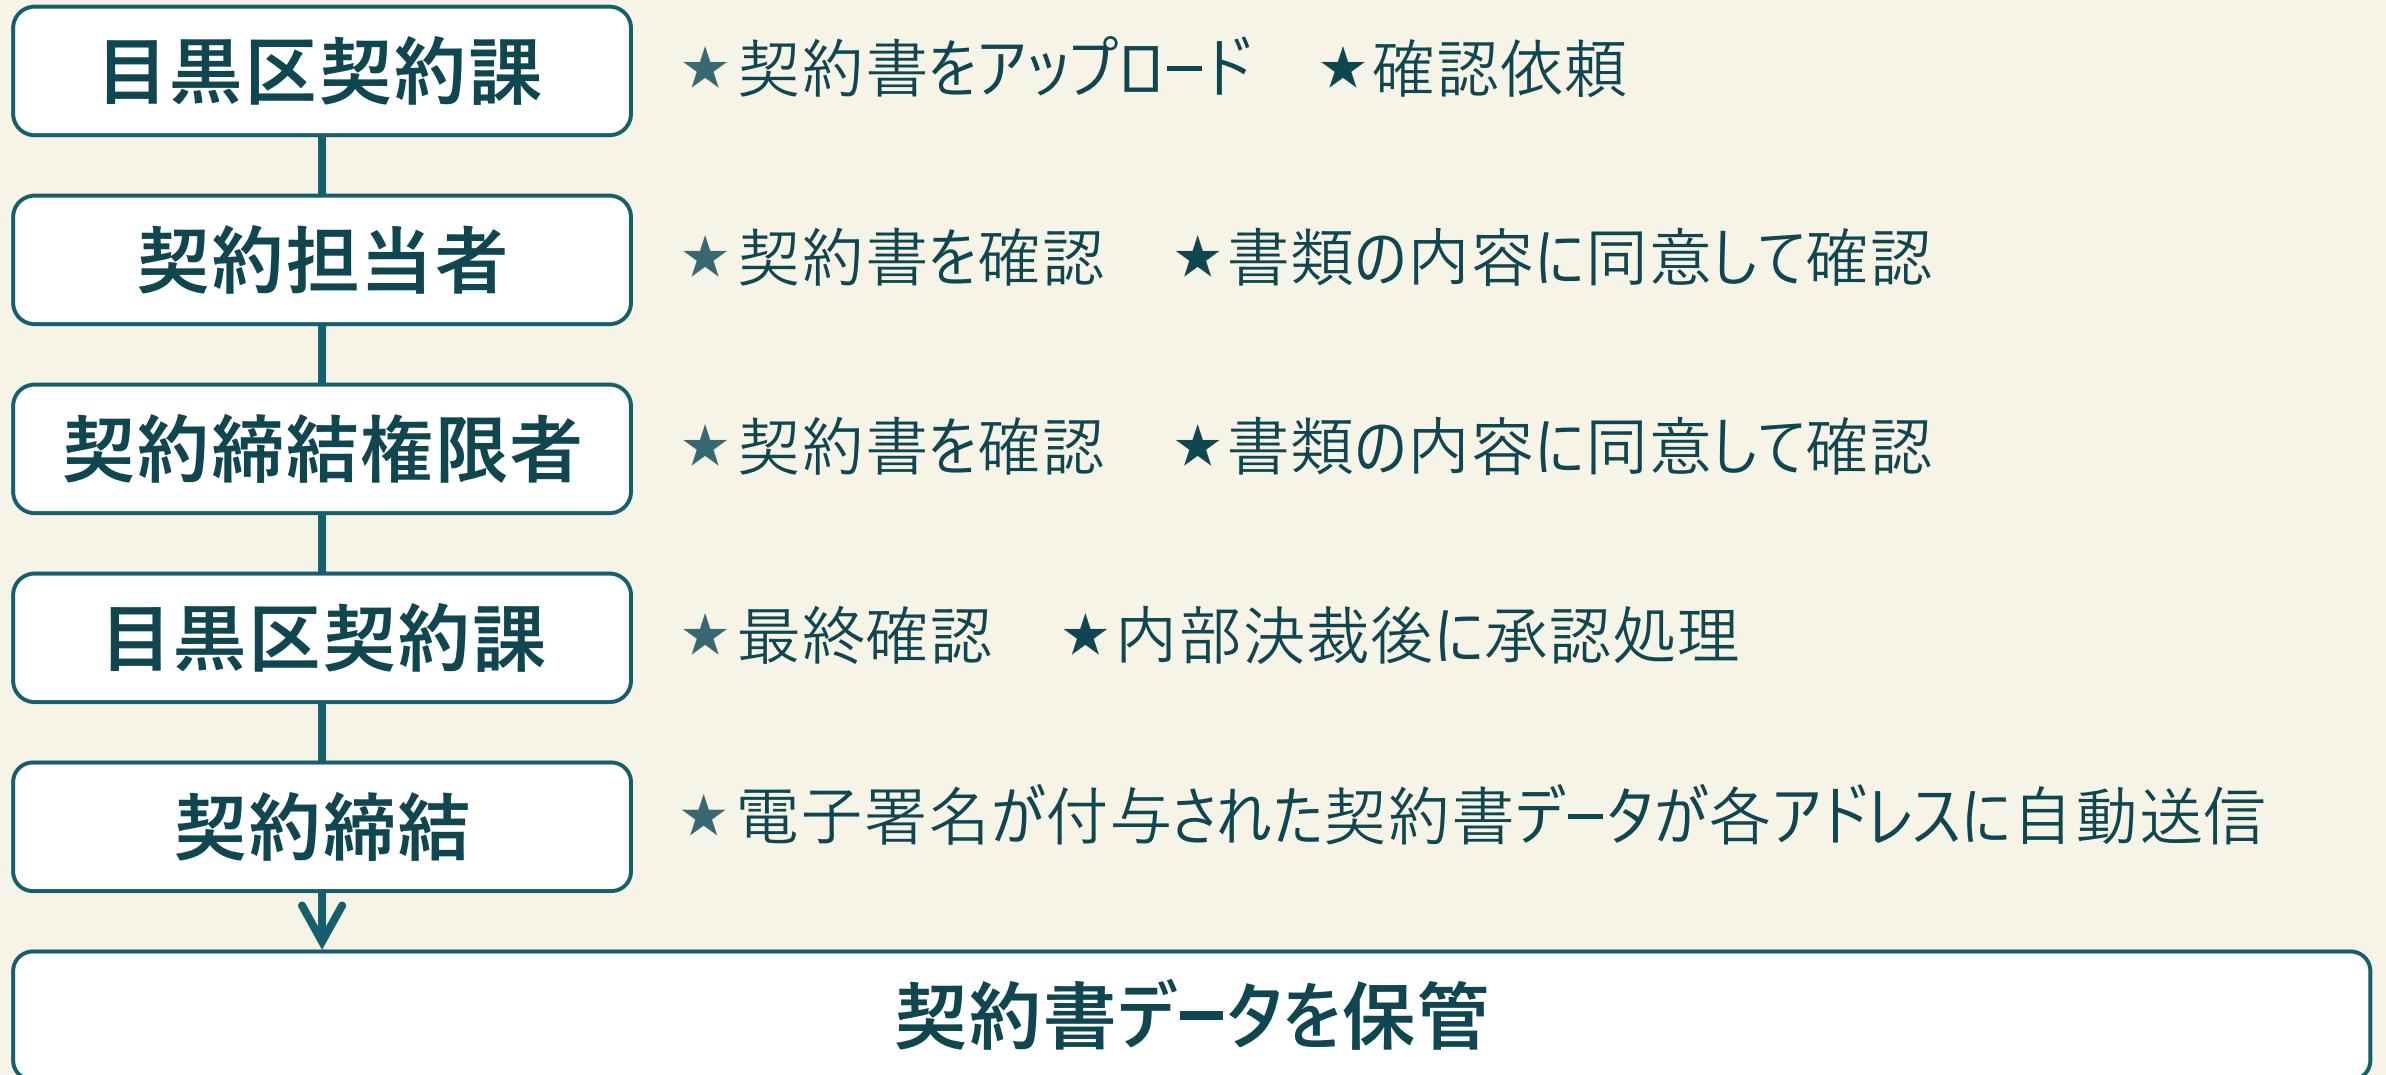 目黒区契約課 ★契約書をアップロード ★確認依頼
契約担当者 ★契約書を確認 ★書類の内容に同意して確認
契約締結権限者 ★契約書を確認 ★書類の内容に同意して確認
目黒区契約課 ★最終確認 ★内部決裁後に承認処理
契約締結 ★電子署名が付与された契約書データが各アドレスに自動送信
契約書データを保管